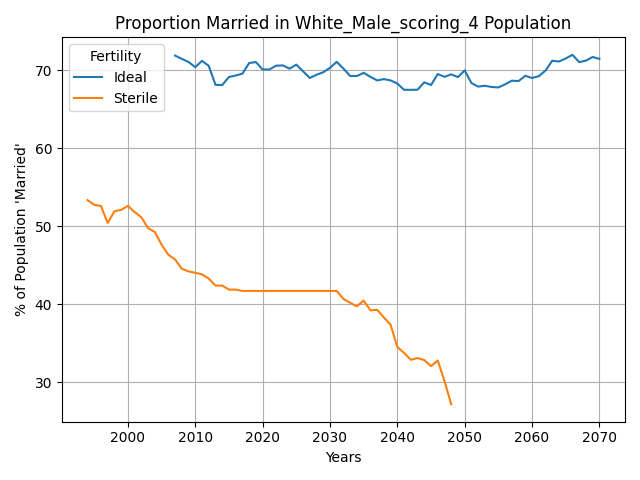 Proportion Married in White_Male_scoring_4 Population
Fertility
Ideal
Sterile
% of Population 'Married'
70
60
50
40
30
2000 2010 2020 2030 2040 2050 2060 2070
Years